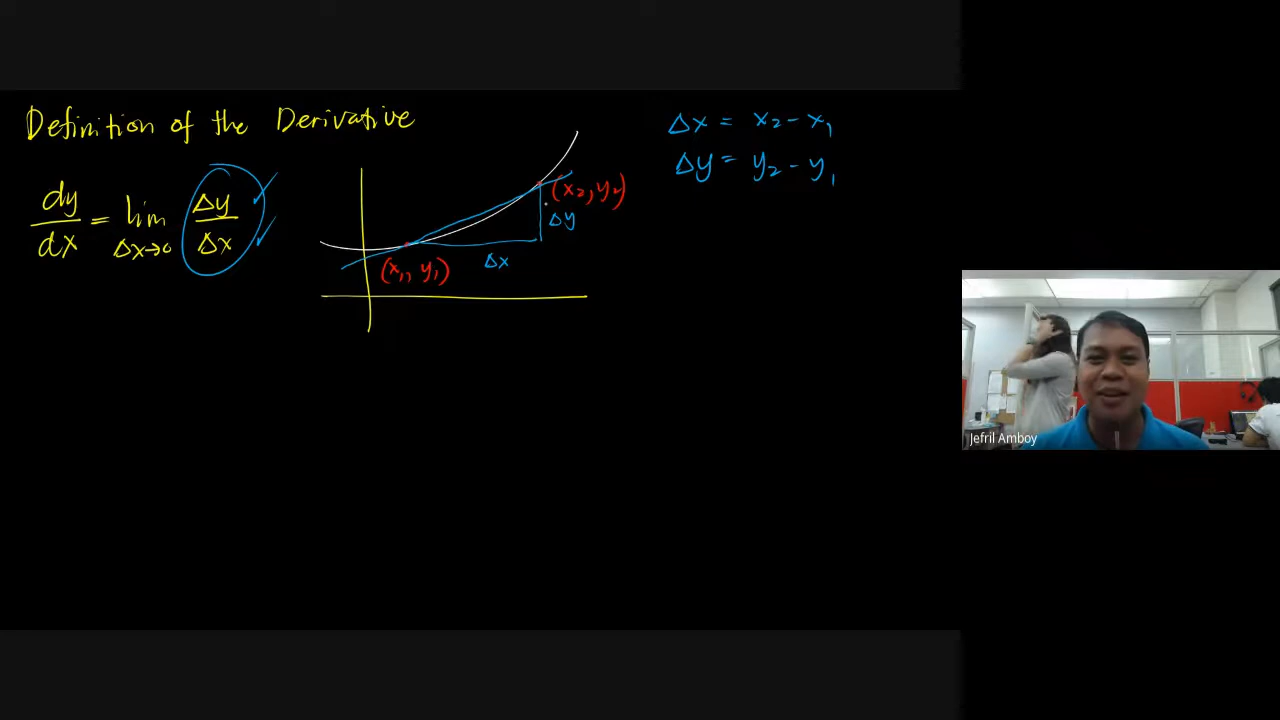 Definition of the Derivative
dy/dx = lim Δx→0 Δy/Δx
(x₂, y₂)
Δy
(x₁, y₁)
Δx
Δx = x₂ - x₁
Δy = y₂ - y₁
Jefril Amboy